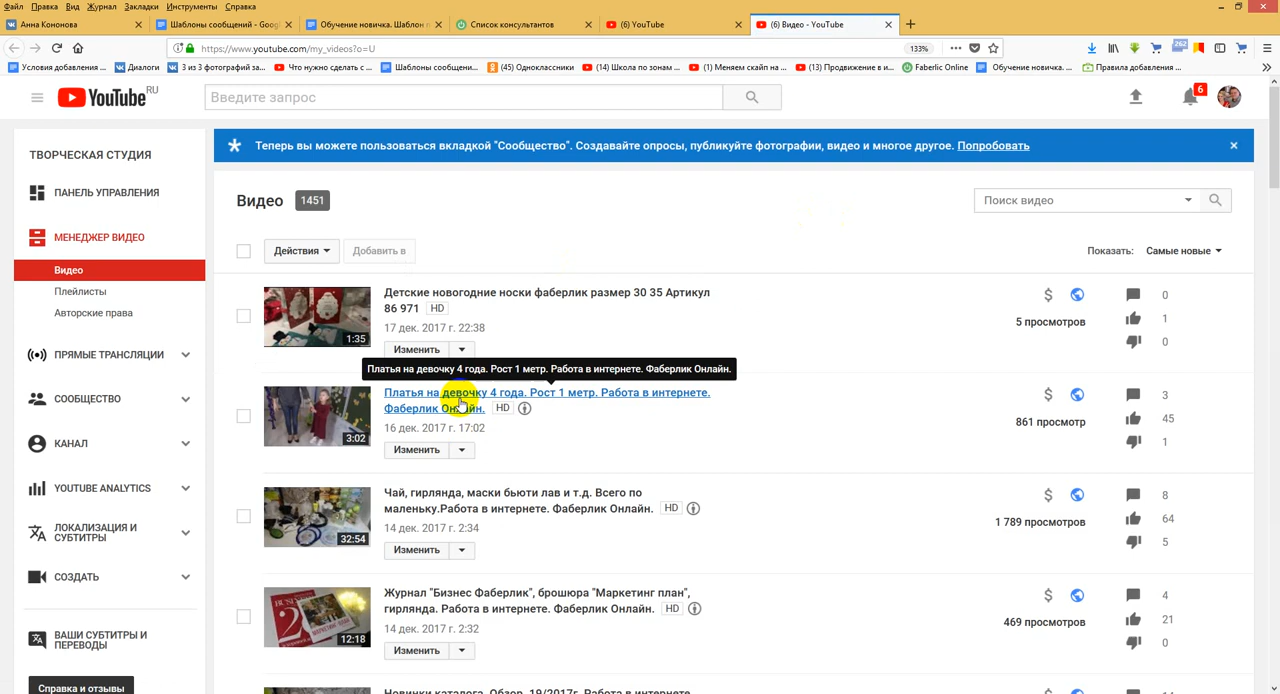 Файл Правка Вид Журнал Закладки Инструменты Справка
Анна Кононова
Шаблоны сообщений - Goog
Обучение новичка. Шаблон п
Список консультантов
(6) YouTube
(6) Видео - YouTube
https://www.youtube.com/my_videos?o=U
133%
262
Условия добавления ...
Диалоги
3 из 3 фотографий за...
Что нужно сделать с ...
Шаблоны сообщени...
(45) Одноклассники
(14) Школа по зонам ...
(1) Меняем скайп на ...
(13) Продвижение в и...
Faberlic Online
Обучение новичка. ...
Правила добавления ...
YouTube RU
Введите запрос
6
ТВОРЧЕСКАЯ СТУДИЯ
ПАНЕЛЬ УПРАВЛЕНИЯ
МЕНЕДЖЕР ВИДЕО
Видео
Плейлисты
Авторские права
ПРЯМЫЕ ТРАНСЛЯЦИИ
СООБЩЕСТВО
КАНАЛ
YOUTUBE ANALYTICS
ЛОКАЛИЗАЦИЯ И
СУБТИТРЫ
СОЗДАТЬ
ВАШИ СУБТИТРЫ И
ПЕРЕВОДЫ
Справка и отзывы
Теперь вы можете пользоваться вкладкой "Сообщество". Создавайте опросы, публикуйте фотографии, видео и многое другое. Попробовать
Видео 1451
Поиск видео
Действия
Добавить в
Показать: Самые новые
1:35
Детские новогодние носки фаберлик размер 30 35 Артикул
86 971 HD
17 дек. 2017 г. 22:38
Изменить
5 просмотров
0
1
0
Платья на девочку 4 года. Рост 1 метр. Работа в интернете. Фаберлик Онлайн.
3:02
Платья на девочку 4 года. Рост 1 метр. Работа в интернете.
Фаберлик Онлайн. HD
16 дек. 2017 г. 17:02
Изменить
861 просмотр
3
45
1
32:54
Чай, гирлянда, маски бьюти лав и т.д. Всего по
маленьку.Работа в интернете. Фаберлик Онлайн. HD
14 дек. 2017 г. 2:34
Изменить
1 789 просмотров
8
64
5
12:18
Журнал "Бизнес Фаберлик", брошюра "Маркетинг план",
гирлянда. Работа в интернете. Фаберлик Онлайн. HD
14 дек. 2017 г. 2:32
Изменить
469 просмотров
4
21
0
Новинки каталога. Обзор. 19/2017г. Работа в интернете.